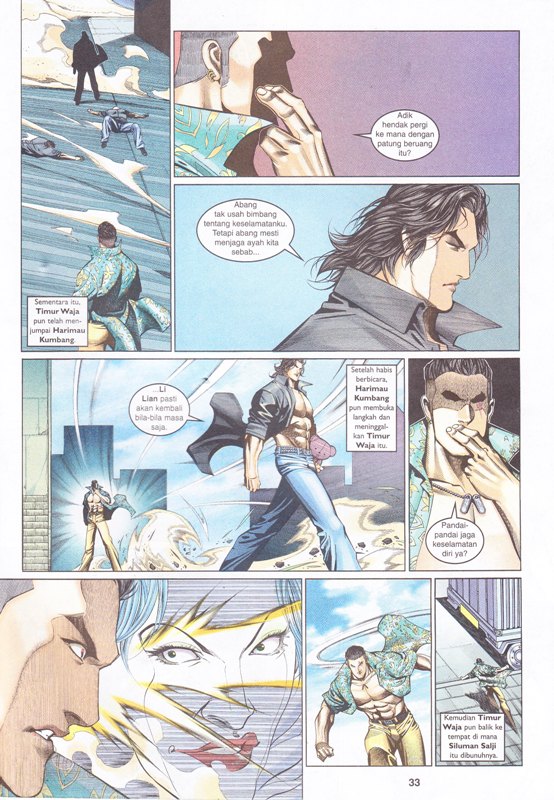 Sementara itu,
Timur Waja
pun telah men-
jumpai Harimau
Kumbang.
Adik
hendak pergi
ke mana dengan
patung beruang
itu?
Abang
tak usah bimbang
tentang keselamatanku.
Tetapi abang mesti
menjaga ayah kita
sebab...
...Li
Lian pasti
akan kembali
bila-bila masa
saja.
Setelah habis
berbicara,
Harimau
Kumbang
pun membuka
langkah dan
meninggal-
kan Timur
Waja itu.
Pandai-
pandai jaga
keselamatan
diri ya?
Kemudian Timur
Waja pun balik ke
tempat di mana
Siluman Salji
itu dibunuhnya.
33